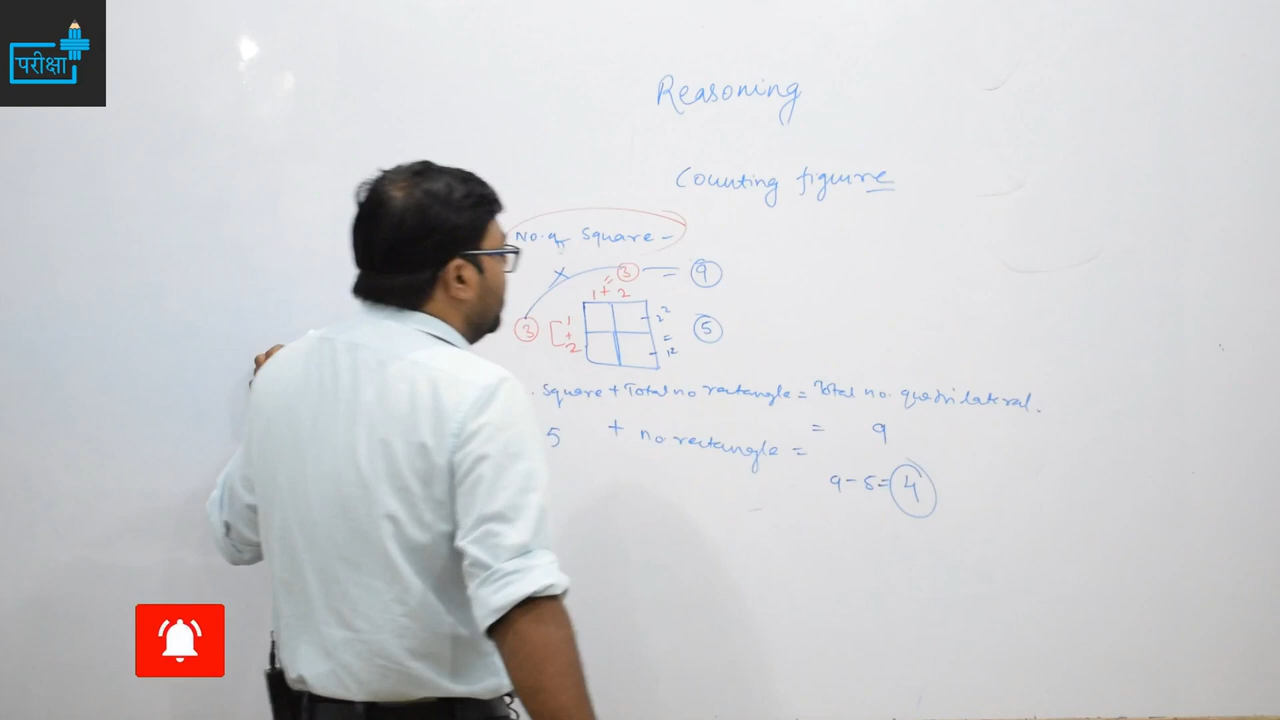 परीक्षा
Reasoning
Counting figure
No. of Square -
3 = 9
=
1 + 2
3
1
+
2
2²
=
1²
5
Square + Total no rectangle = Total no. quadrilateral.
5 + no rectangle = = 9
9 - 5 = 4